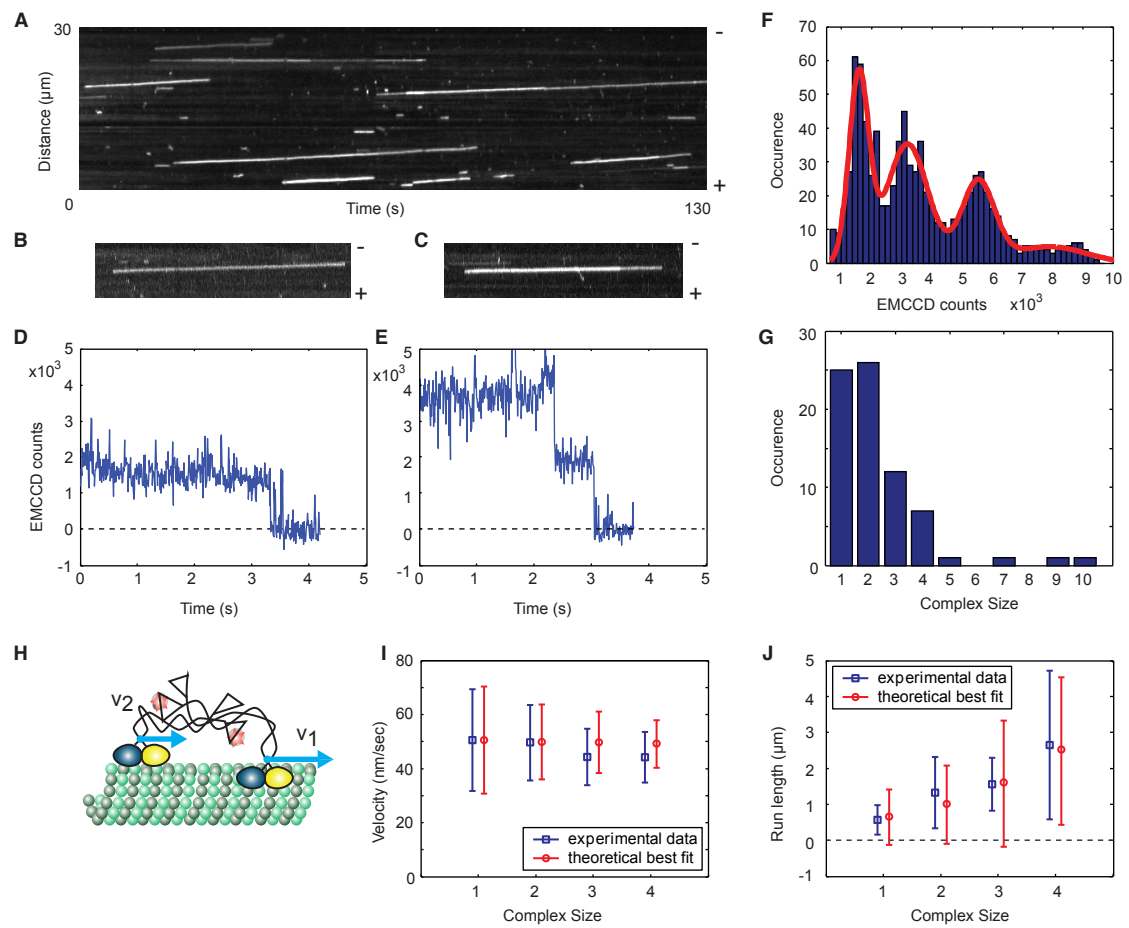 A
30
Distance (µm)
0
Time (s)
130
-
+
B
-
+
C
-
+
D
5
x10³
4
3
2
1
0
-1
EMCCD counts
0
1
2
3
4
5
Time (s)
E
5
x10³
4
3
2
1
0
-1
0
1
2
3
4
5
Time (s)
F
70
60
50
40
30
20
10
0
Occurence
1
2
3
4
5
6
7
8
9
10
EMCCD counts x10³
G
30
20
10
0
Occurence
1
2
3
4
5
6
7
8
9
10
Complex Size
H
v2
v1
I
80
60
40
20
0
Velocity (nm/sec)
experimental data
theoretical best fit
1
2
3
4
Complex Size
J
5
4
3
2
1
0
-1
Run length (µm)
experimental data
theoretical best fit
1
2
3
4
Complex Size